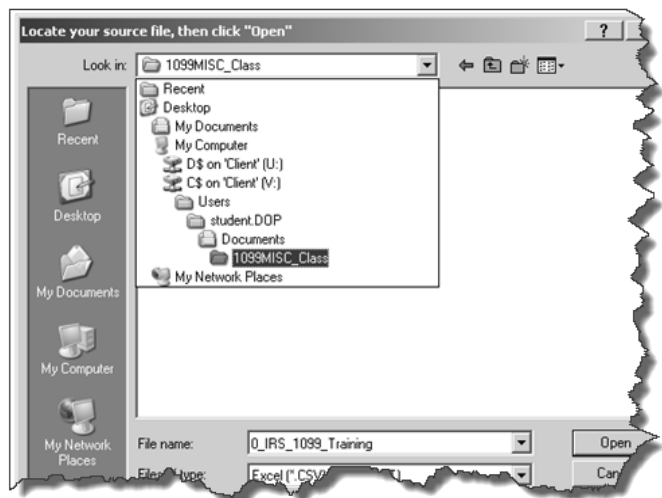 Locate your source file, then click "Open"
?
Look in:
1099MISC_Class
Recent
Desktop
My Documents
My Computer
D$ on 'Client' (U:)
C$ on 'Client' (V:)
Users
student.DOP
Documents
1099MISC_Class
My Network Places
Recent
Desktop
My Documents
My Computer
My Network
Places
File name:
0_IRS_1099_Training
Open
Excel (*.CSV